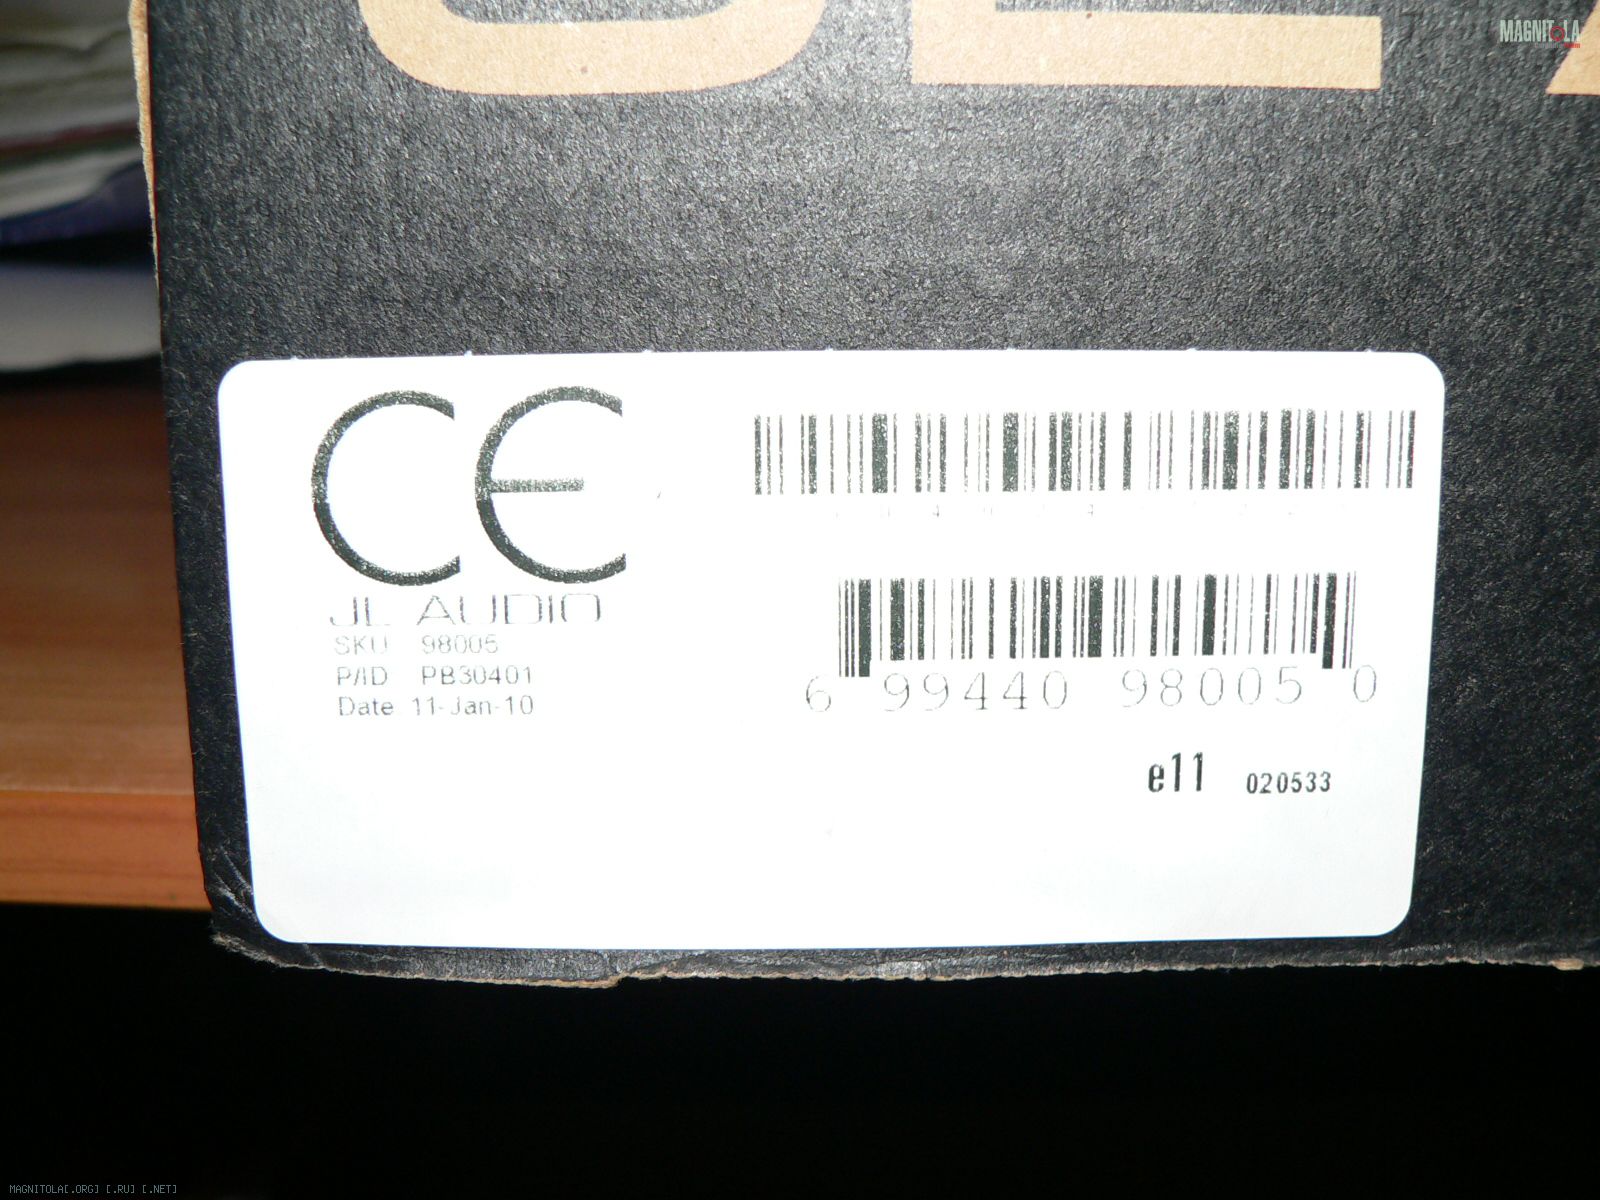 MAGNITOLA
CE
JL AUDIO
SKU 98005
P/ID PB30401
Date 11-Jan-10
6 99440 98005 0
e11 020533
MAGNITOLA[.ORG] [.RU] [.NET]